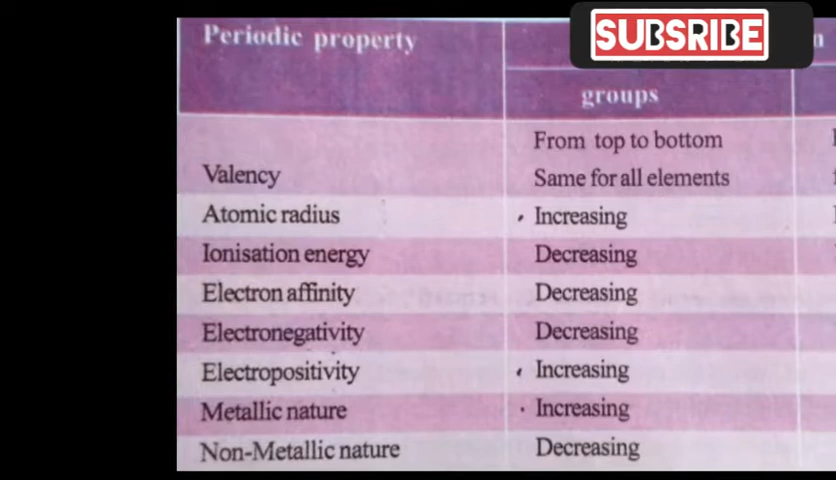 SUBSRIBE
Periodic property
n
groups
From top to bottom
Valency Same for all elements
Atomic radius Increasing
Ionisation energy Decreasing
Electron affinity Decreasing
Electronegativity Decreasing
Electropositivity Increasing
Metallic nature Increasing
Non-Metallic nature Decreasing